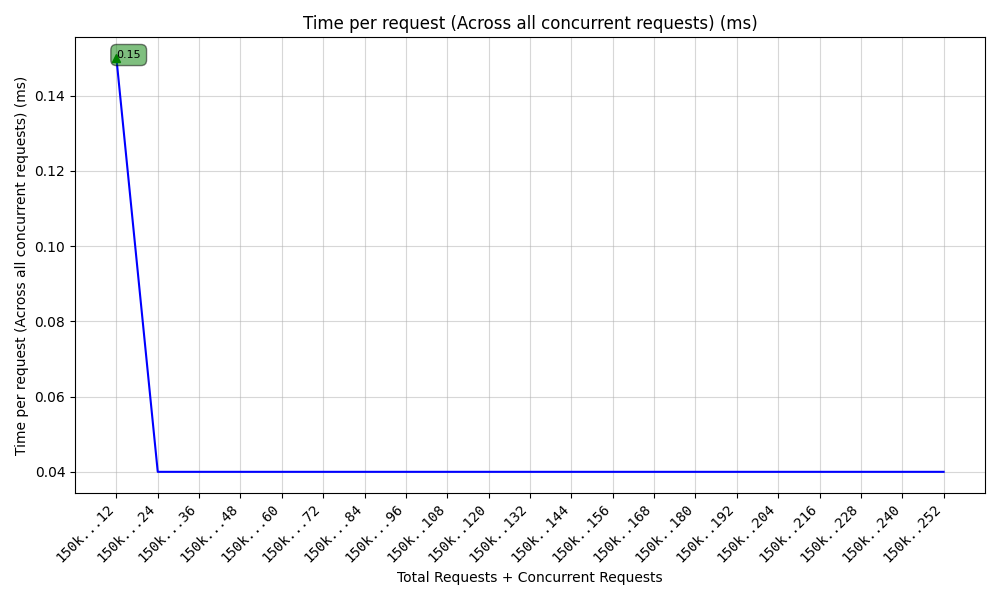 Time per request (Across all concurrent requests) (ms)
0.15
Time per request (Across all concurrent requests) (ms)
0.14
0.12
0.10
0.08
0.06
0.04
150k...12
150k...24
150k...36
150k...48
150k...60
150k...72
150k...84
150k...96
150k..108
150k..120
150k..132
150k..144
150k..156
150k..168
150k..180
150k..192
150k..204
150k..216
150k..228
150k..240
150k..252
Total Requests + Concurrent Requests